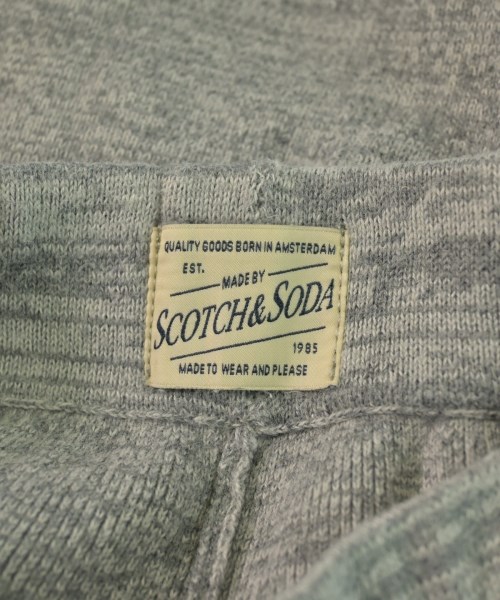 QUALITY GOODS BORN IN AMSTERDAM
EST.
MADE BY
SCOTCH & SODA
1985
MADE TO WEAR AND PLEASE